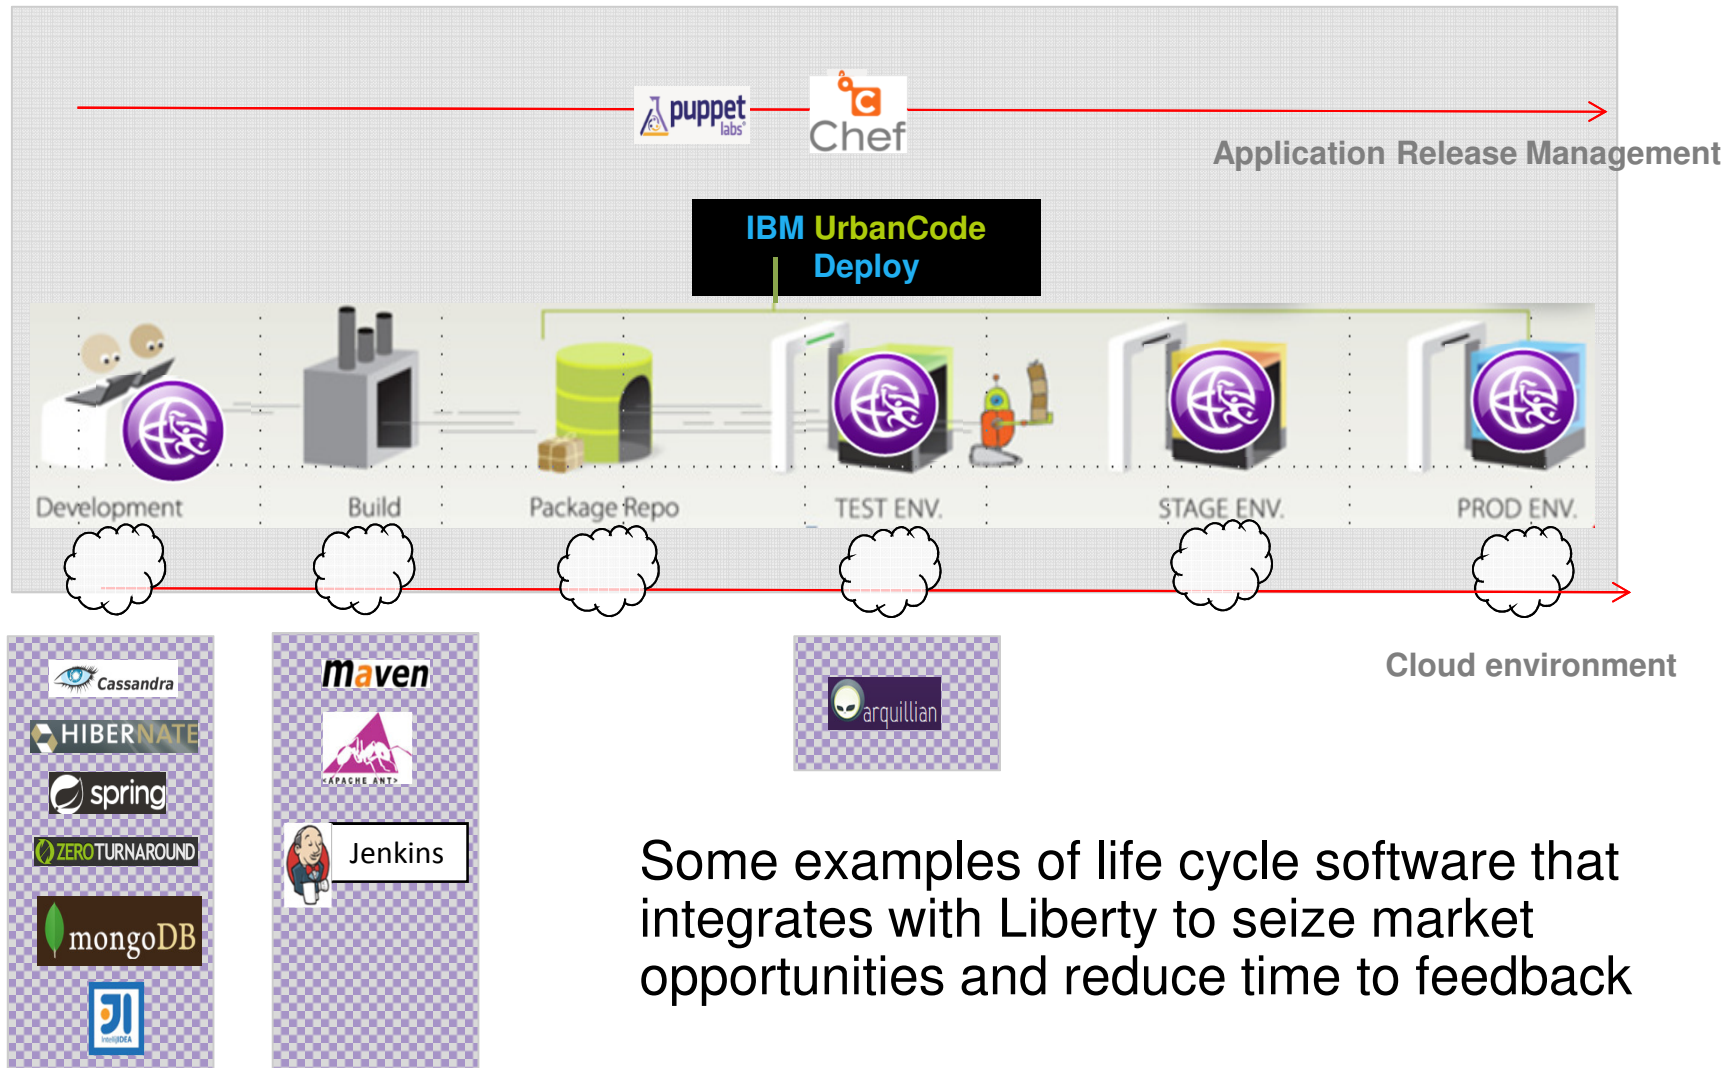 puppet
labs
Chef
Application Release Management
IBM UrbanCode
Deploy
Development
Build
Package Repo
TEST ENV.
STAGE ENV.
PROD ENV.
Cloud environment
Cassandra
HIBERNATE
spring
ZEROTURNAROUND
mongoDB
JI
IntelliJIDEA
maven
<APACHE ANT>
Jenkins
arquillian
Some examples of life cycle software that
integrates with Liberty to seize market
opportunities and reduce time to feedback